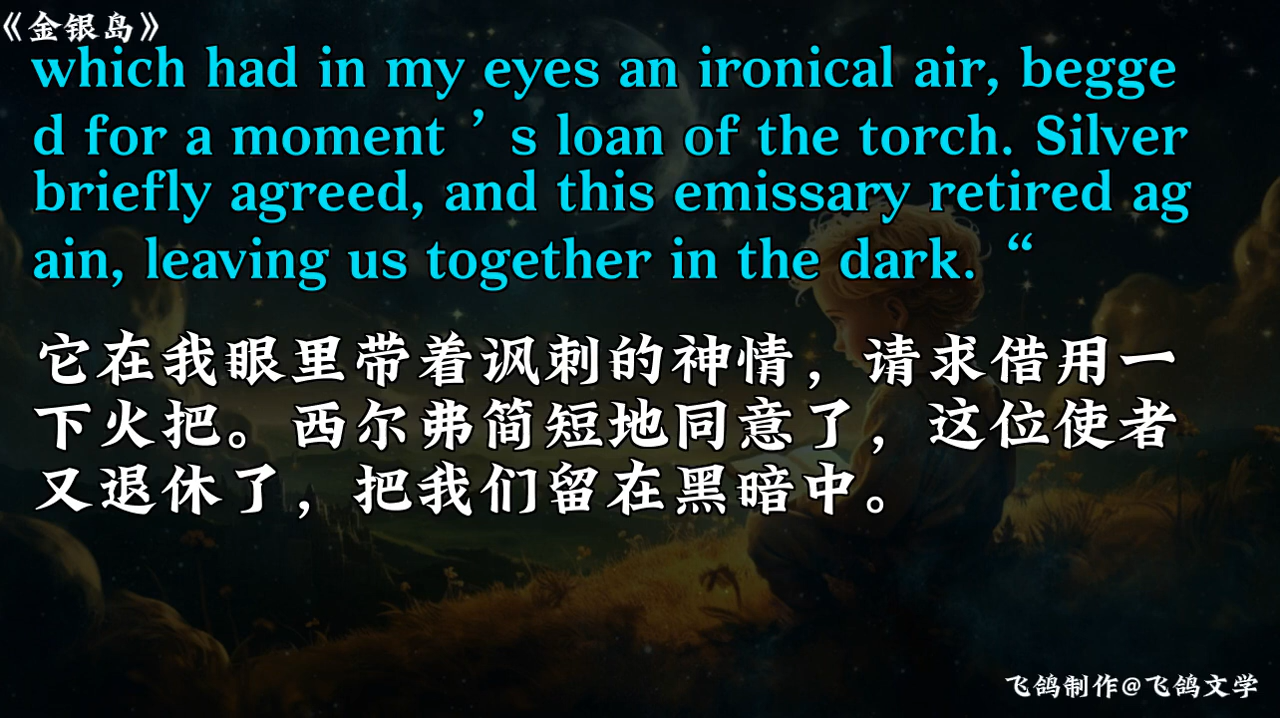 《金银岛》
which had in my eyes an ironical air, begge
d for a moment ’ s loan of the torch. Silver
briefly agreed, and this emissary retired ag
ain, leaving us together in the dark. “
它在我眼里带着讽刺的神情，请求借用一
下火把。西尔弗简短地同意了，这位使者
又退休了，把我们留在黑暗中。
飞鸽制作@飞鸽文学